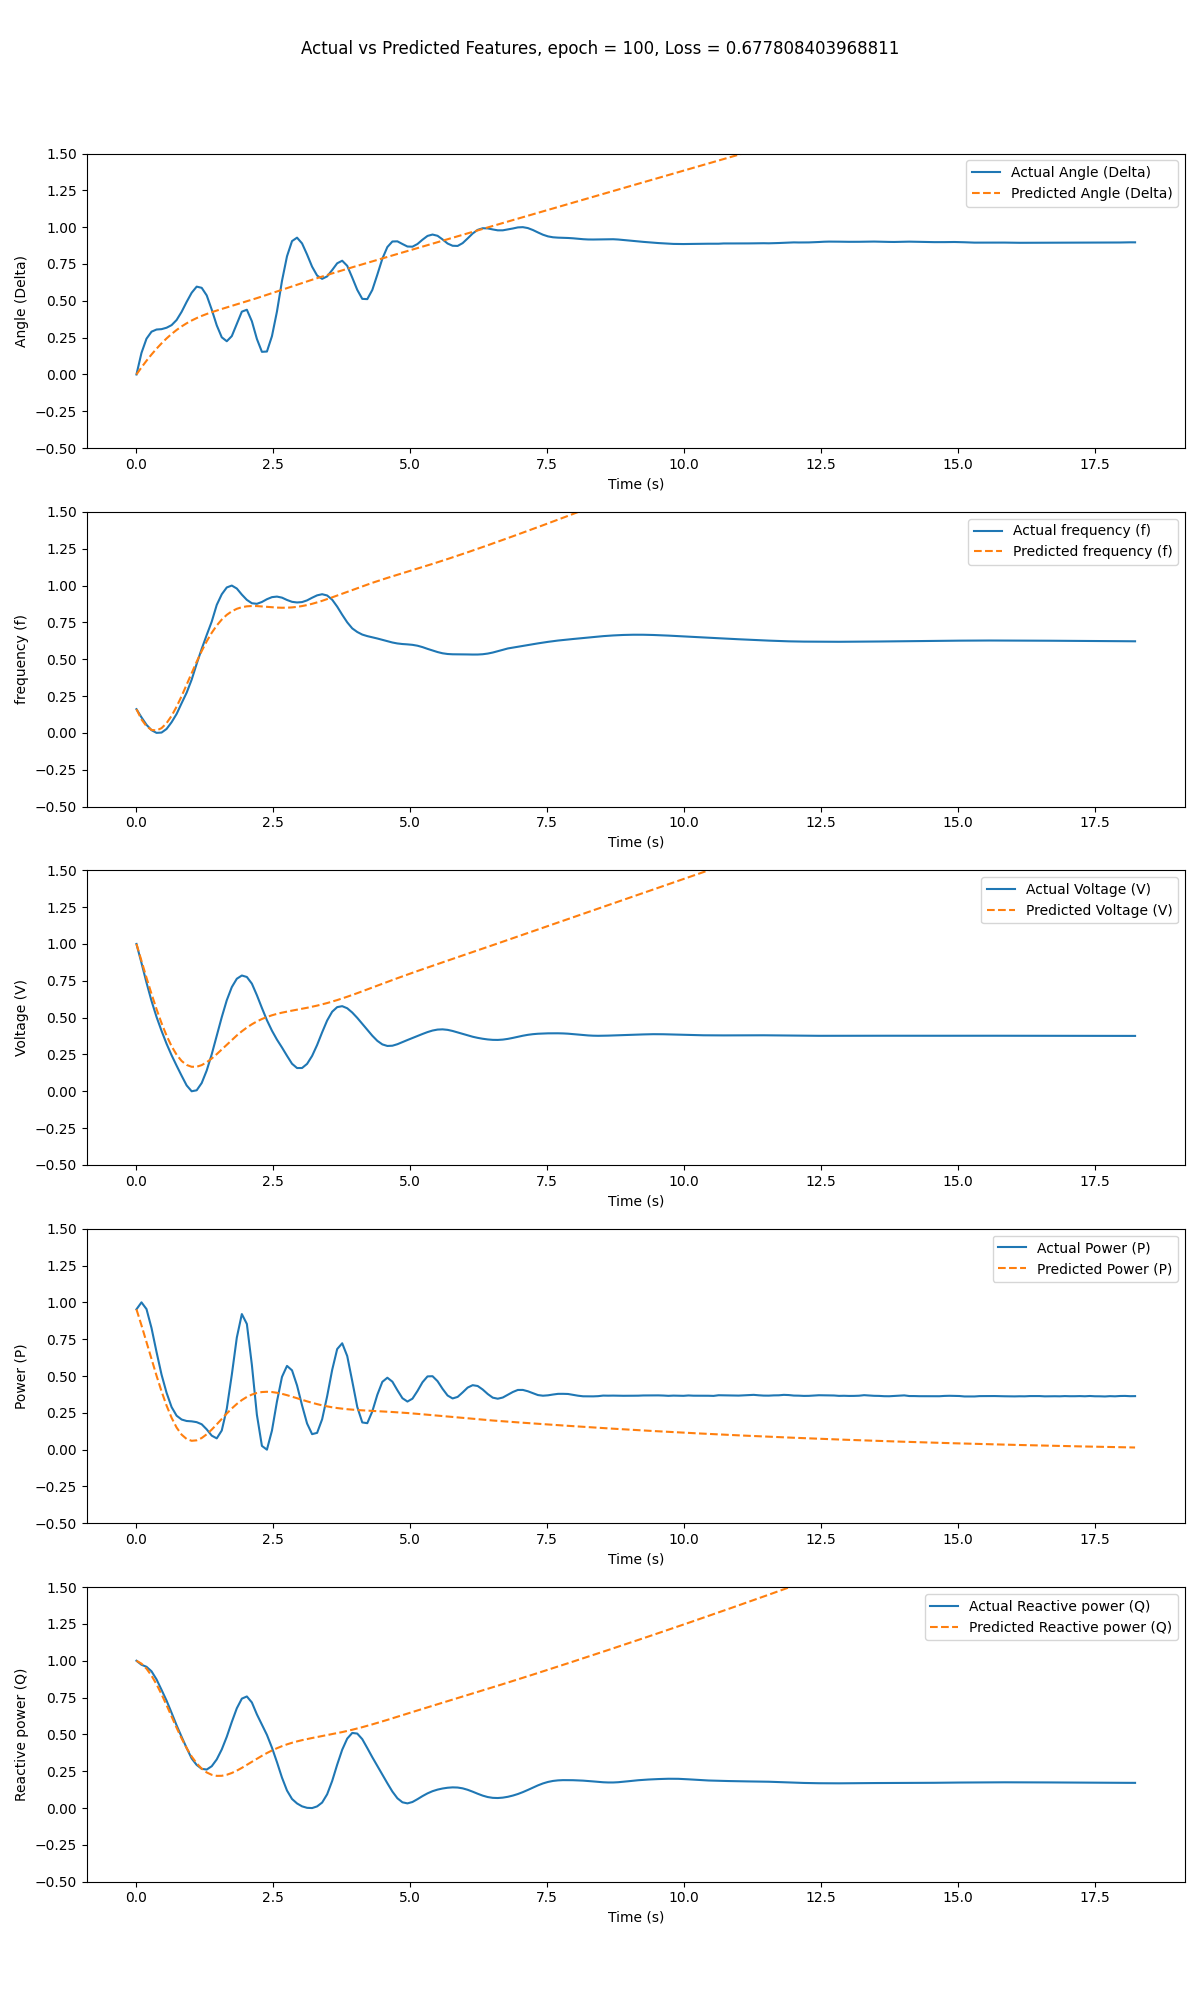 Actual vs Predicted Features, epoch = 100, Loss = 0.677808403968811
1.50
1.25
1.00
0.75
0.50
0.25
0.00
−0.25
−0.50
Angle (Delta)
Actual Angle (Delta)
Predicted Angle (Delta)
0.0 2.5 5.0 7.5 10.0 12.5 15.0 17.5
Time (s)
1.50
1.25
1.00
0.75
0.50
0.25
0.00
−0.25
−0.50
frequency (f)
Actual frequency (f)
Predicted frequency (f)
0.0 2.5 5.0 7.5 10.0 12.5 15.0 17.5
Time (s)
1.50
1.25
1.00
0.75
0.50
0.25
0.00
−0.25
−0.50
Voltage (V)
Actual Voltage (V)
Predicted Voltage (V)
0.0 2.5 5.0 7.5 10.0 12.5 15.0 17.5
Time (s)
1.50
1.25
1.00
0.75
0.50
0.25
0.00
−0.25
−0.50
Power (P)
Actual Power (P)
Predicted Power (P)
0.0 2.5 5.0 7.5 10.0 12.5 15.0 17.5
Time (s)
1.50
1.25
1.00
0.75
0.50
0.25
0.00
−0.25
−0.50
Reactive power (Q)
Actual Reactive power (Q)
Predicted Reactive power (Q)
0.0 2.5 5.0 7.5 10.0 12.5 15.0 17.5
Time (s)